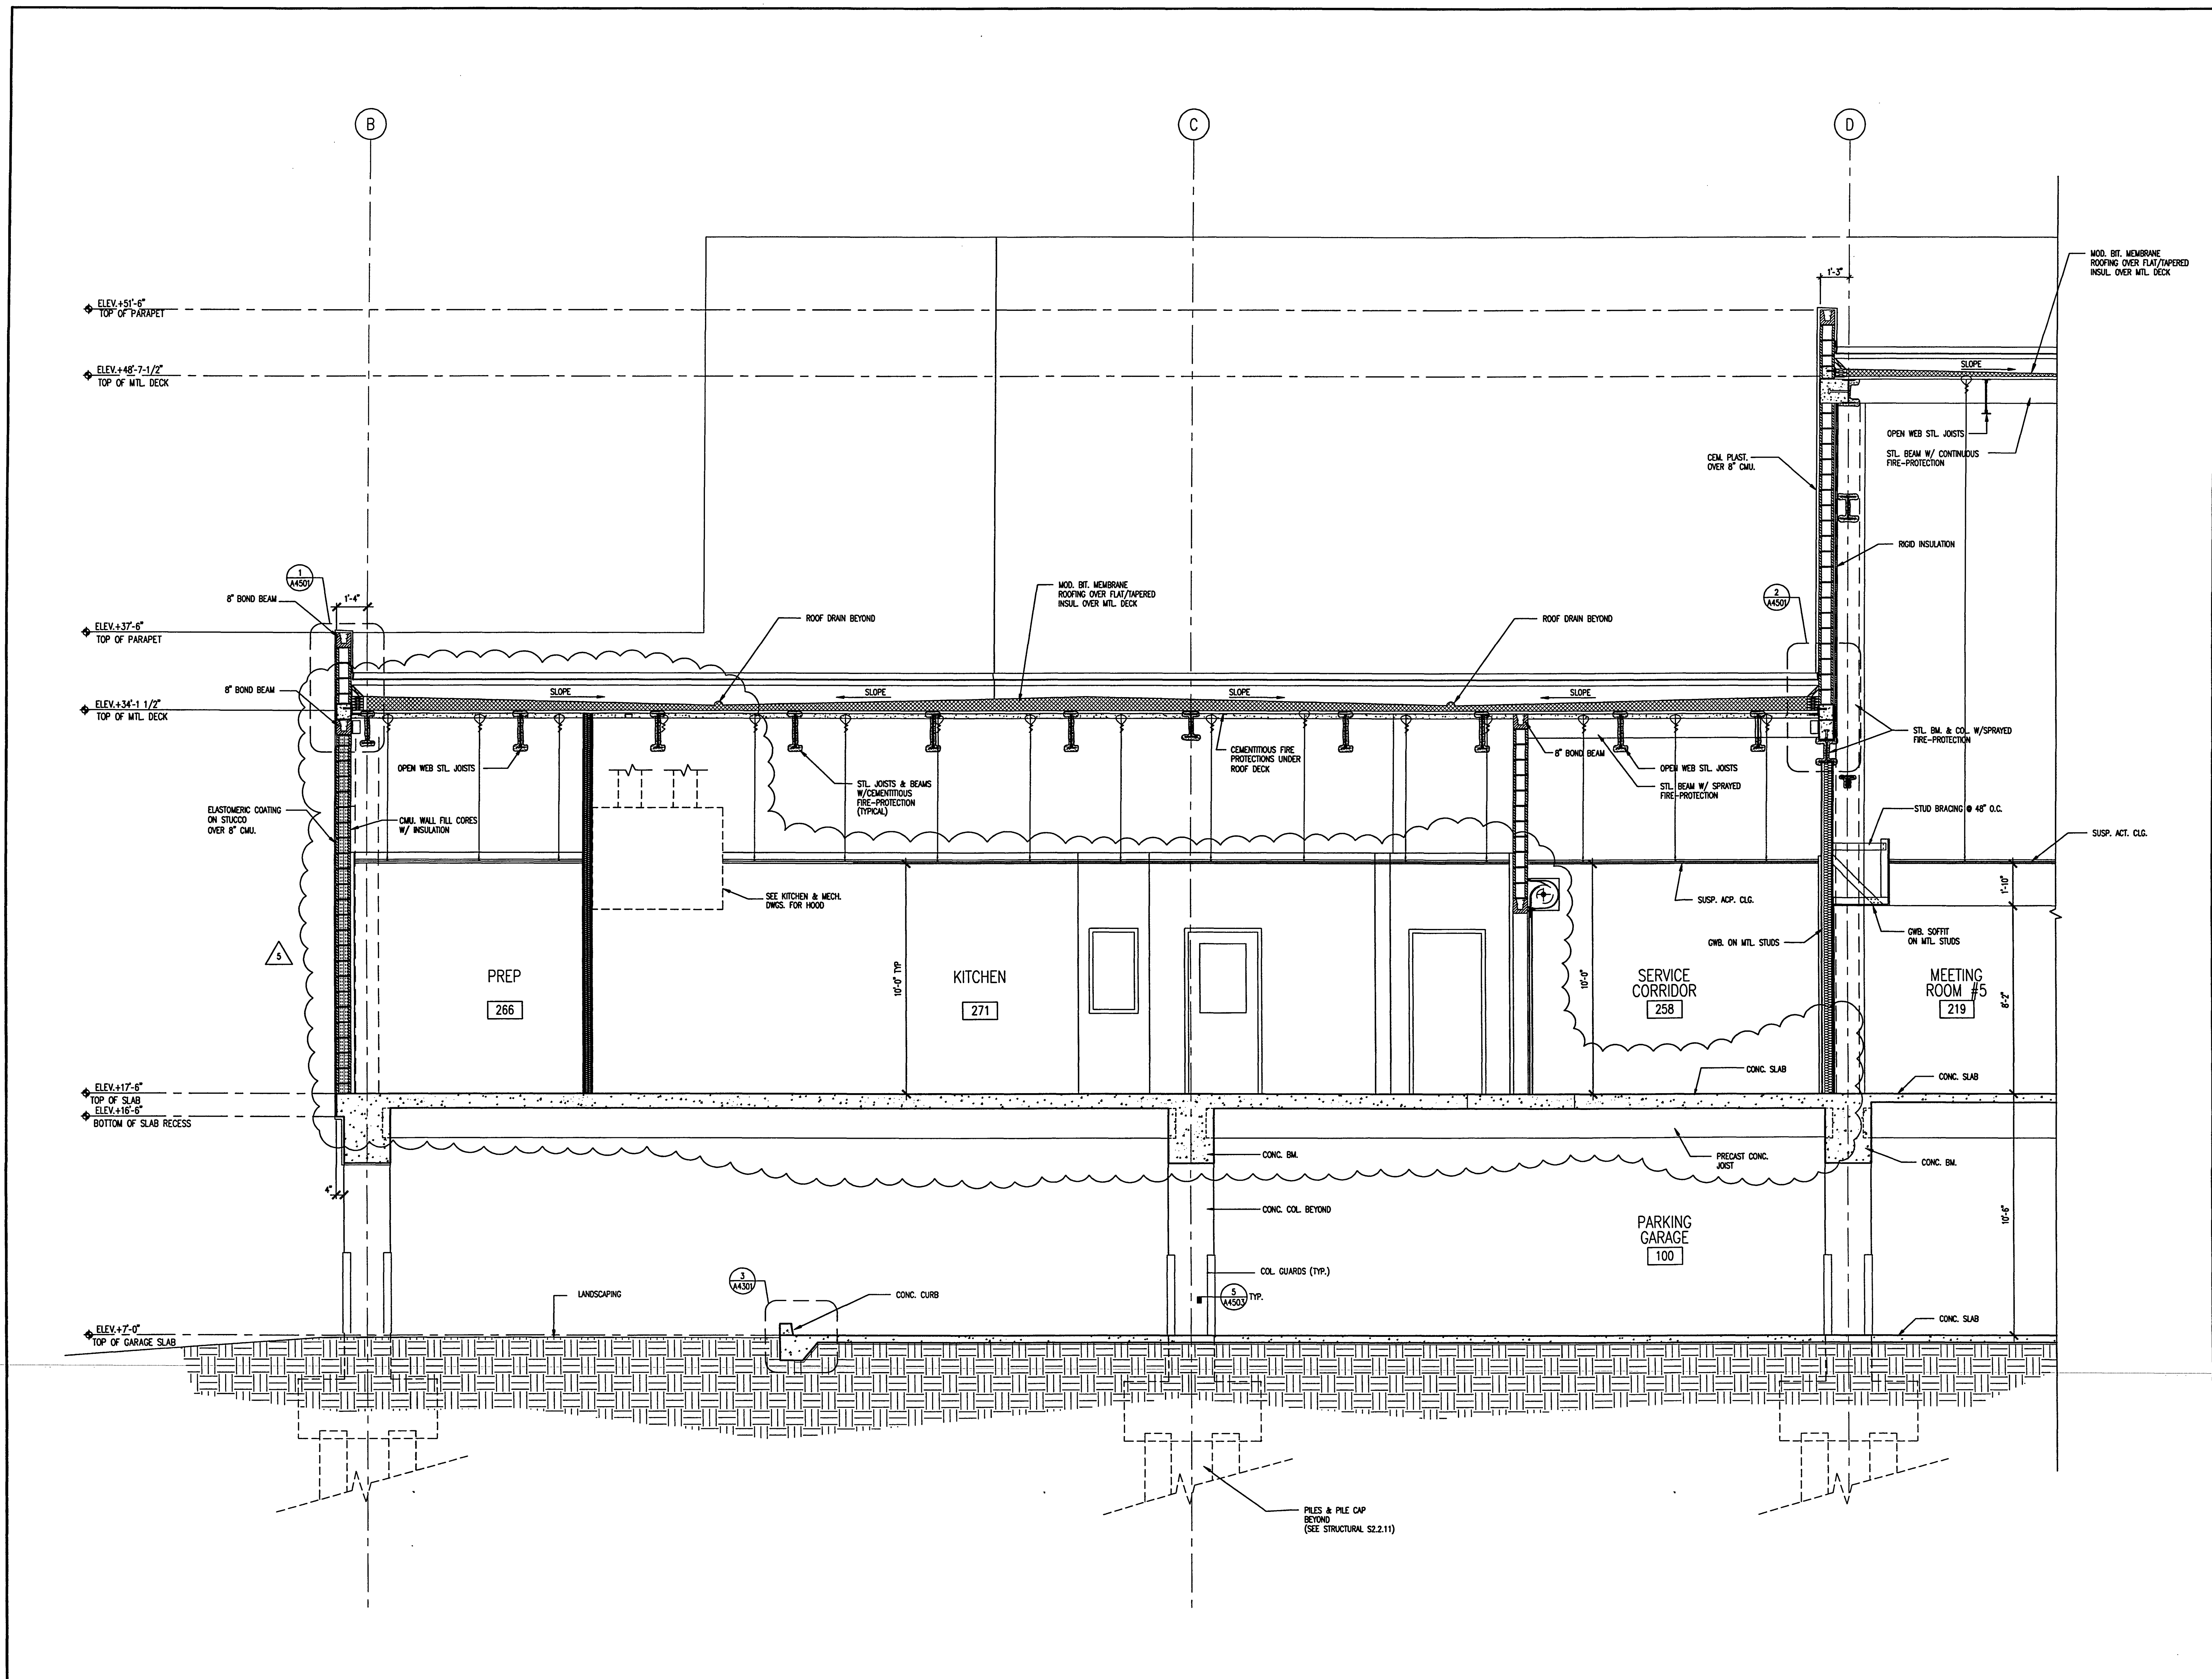 B
C
D
MOD. BIT. MEMBRANE
ROOFING OVER FLAT/TAPERED
INSUL. OVER MTL. DECK
1'-3"
ELEV.+51'-6"
TOP OF PARAPET
ELEV.+48'-7-1/2"
TOP OF MTL. DECK
SLOPE
OPEN WEB STL. JOISTS
STL. BEAM W/ CONTINUOUS
FIRE-PROTECTION
CEM. PLAST.
OVER 8" CMU.
RIGID INSULATION
1
A4501
8" BOND BEAM
1'-4"
MOD. BIT. MEMBRANE
ROOFING OVER FLAT/TAPERED
INSUL. OVER MTL. DECK
2
A4501
ELEV.+37'-6"
TOP OF PARAPET
ROOF DRAIN BEYOND
ROOF DRAIN BEYOND
8" BOND BEAM
SLOPE
SLOPE
SLOPE
SLOPE
ELEV.+34'-1 1/2"
TOP OF MTL. DECK
STL. BM. & COL. W/SPRAYED
FIRE-PROTECTION
OPEN WEB STL. JOISTS
CEMENTITIOUS FIRE
PROTECTIONS UNDER
ROOF DECK
8" BOND BEAM
OPEN WEB STL. JOISTS
STL. BEAM W/ SPRAYED
FIRE-PROTECTION
STL. JOISTS & BEAMS
W/CEMENTITIOUS
FIRE-PROTECTION
(TYPICAL)
ELASTOMERIC COATING
ON STUCCO
OVER 8" CMU.
CMU. WALL FILL CORES
W/ INSULATION
STUD BRACING @ 48" O.C.
SUSP. ACT. CLG.
SEE KITCHEN & MECH.
DWGS. FOR HOOD
SUSP. ACP. CLG.
1'-10"
GWB. ON MTL. STUDS
GWB. SOFFIT
ON MTL. STUDS
5
PREP
266
10'-0" TYP
KITCHEN
271
10'-0"
SERVICE
CORRIDOR
258
MEETING
ROOM #5
219
8'-2"
CONC. SLAB
CONC. SLAB
ELEV.+17'-6"
TOP OF SLAB
ELEV.+16'-6"
BOTTOM OF SLAB RECESS
CONC. BM.
PRECAST CONC.
JOIST
CONC. BM.
4"
CONC. COL. BEYOND
PARKING
GARAGE
100
10'-6"
3
A4301
COL. GUARDS (TYP.)
LANDSCAPING
CONC. CURB
5
A4503
TYP.
CONC. SLAB
ELEV.+7'-0"
TOP OF GARAGE SLAB
PILES & PILE CAP
BEYOND
(SEE STRUCTURAL S2.2.11)